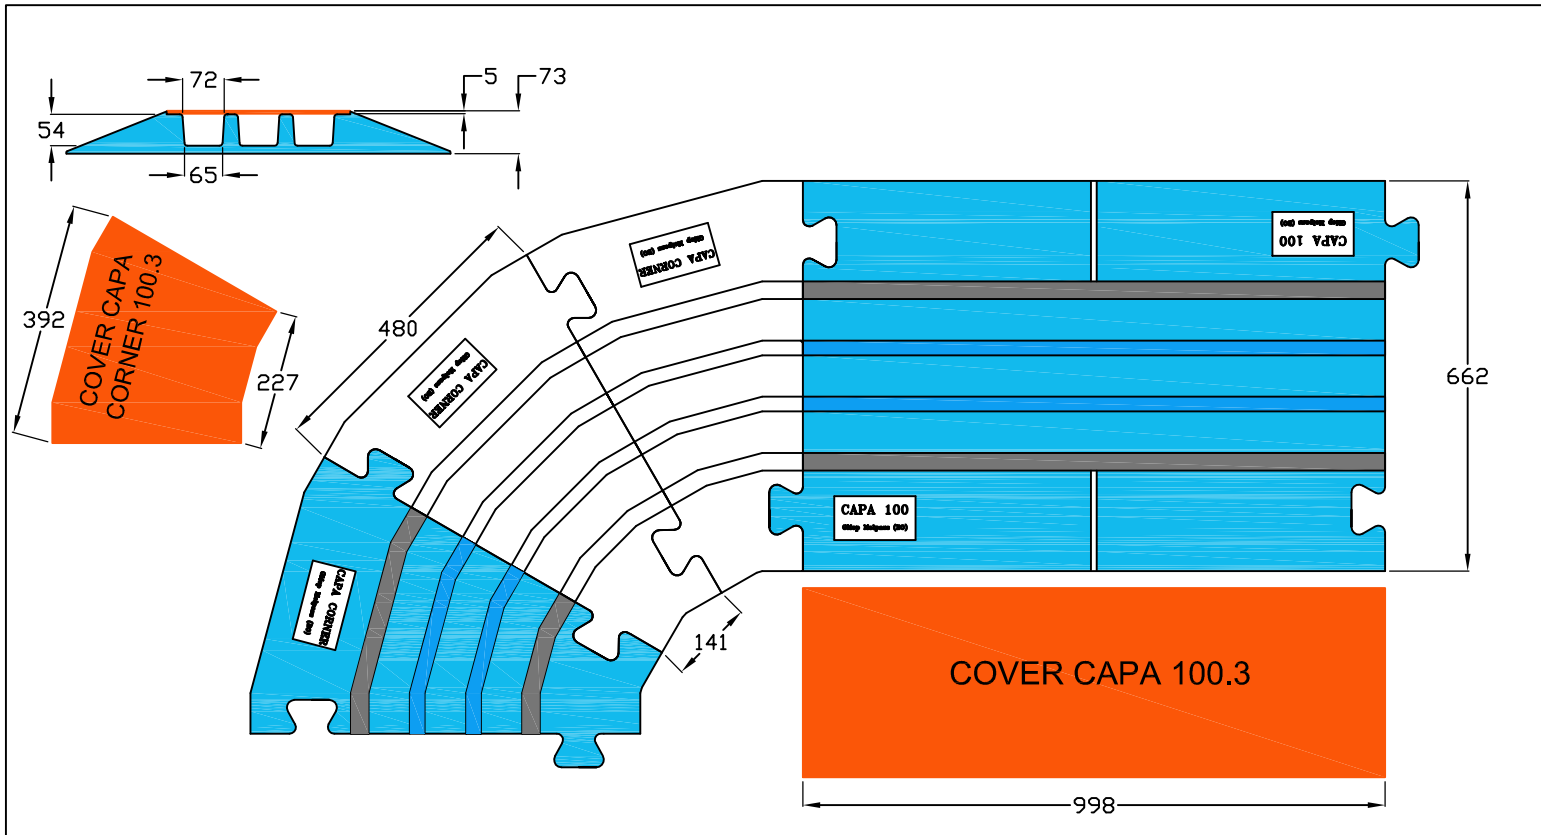 72
5
73
54
65
392
COVER CAPA
CORNER 100.3
227
480
CAPA CORNER
CAPA CORNER
CAPA CORNER
CAPA 100
CAPA 100
662
141
COVER CAPA 100.3
998